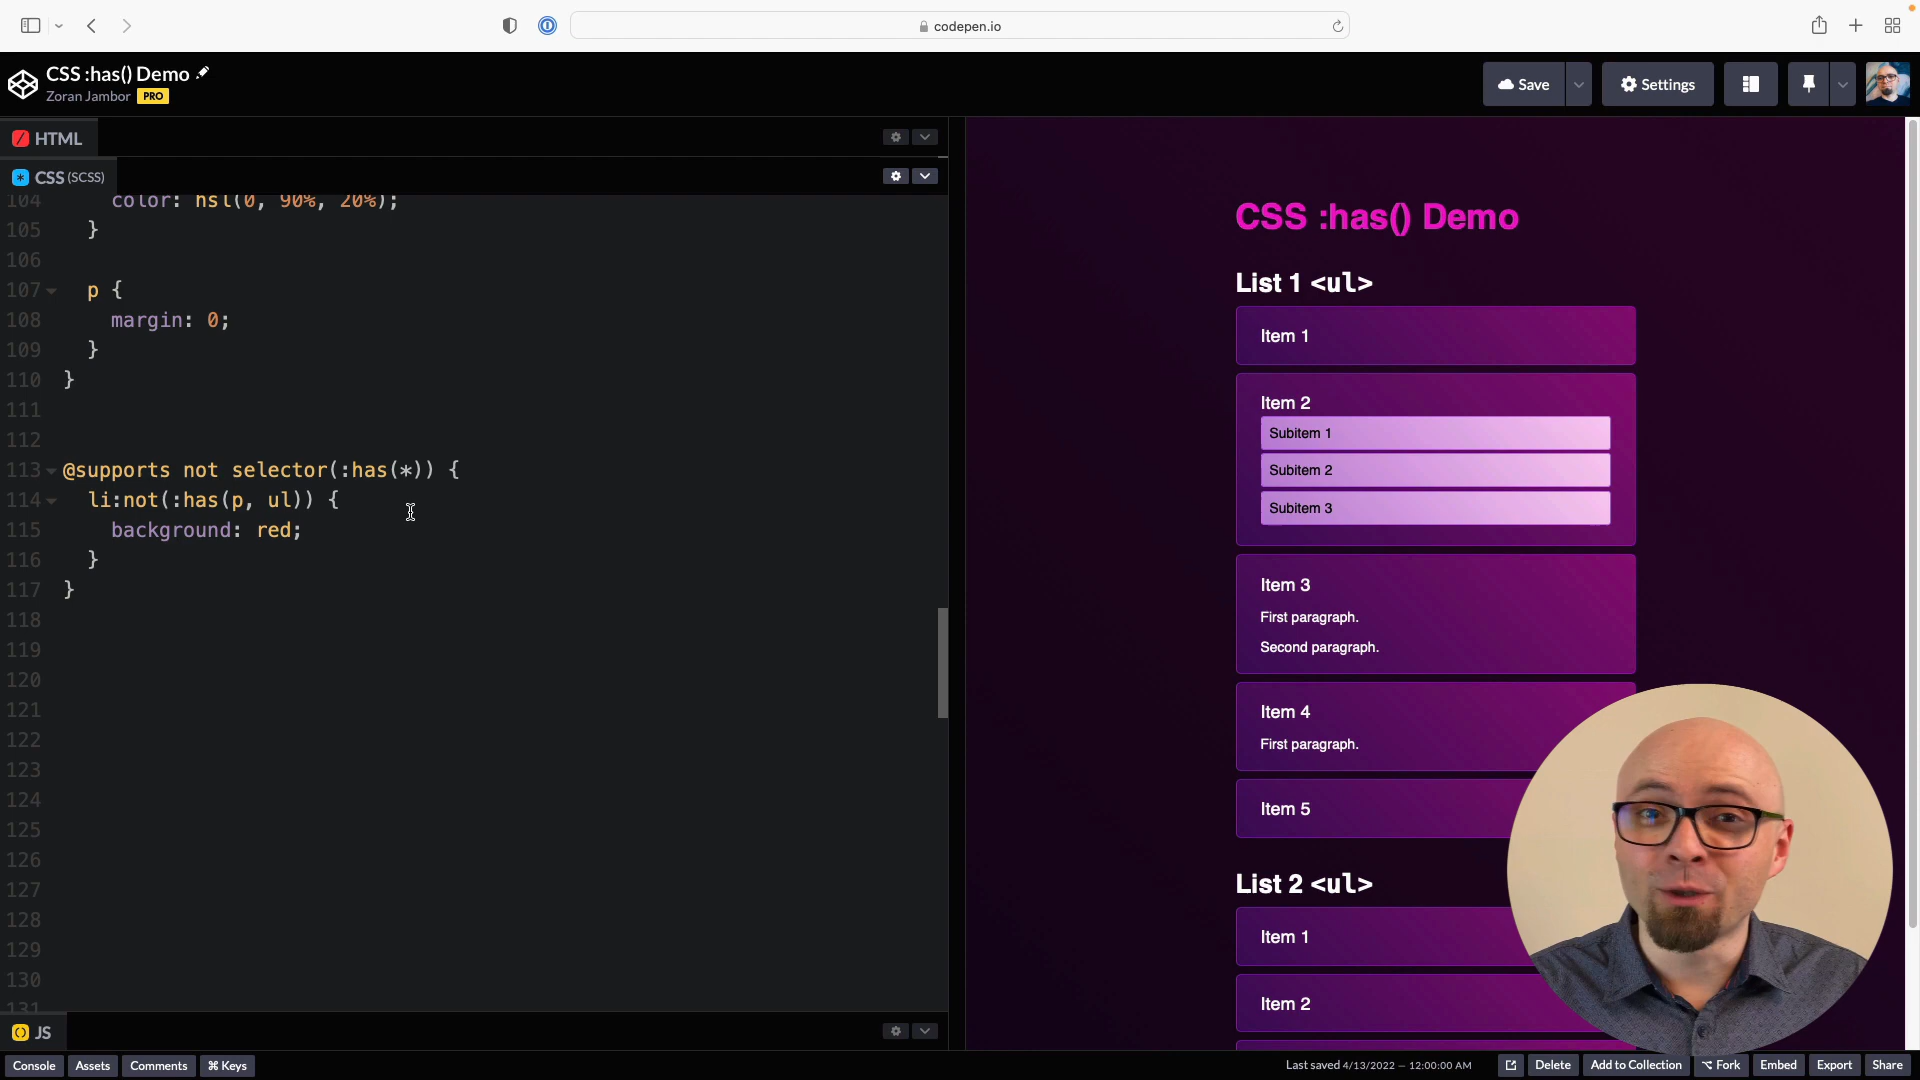 codepen.io
CSS :has() Demo
Zoran Jambor PRO
Save
Settings
HTML
CSS (SCSS)
104 color: hsl(0, 90%, 20%);
105 }
106
107 p {
108 margin: 0;
109 }
110 }
111
112
113 @supports not selector(:has(*)) {
114 li:not(:has(p, ul)) {
115 background: red;
116 }
117 }
118
119
120
121
122
123
124
125
126
127
128
129
130
131
JS
CSS :has() Demo
List 1 <ul>
Item 1
Item 2
Subitem 1
Subitem 2
Subitem 3
Item 3
First paragraph.
Second paragraph.
Item 4
First paragraph.
Item 5
List 2 <ul>
Item 1
Item 2
Console Assets Comments ⌘ Keys
Last saved 4/13/2022 — 12:00:00 AM
Delete Add to Collection ⌥ Fork Embed Export Share